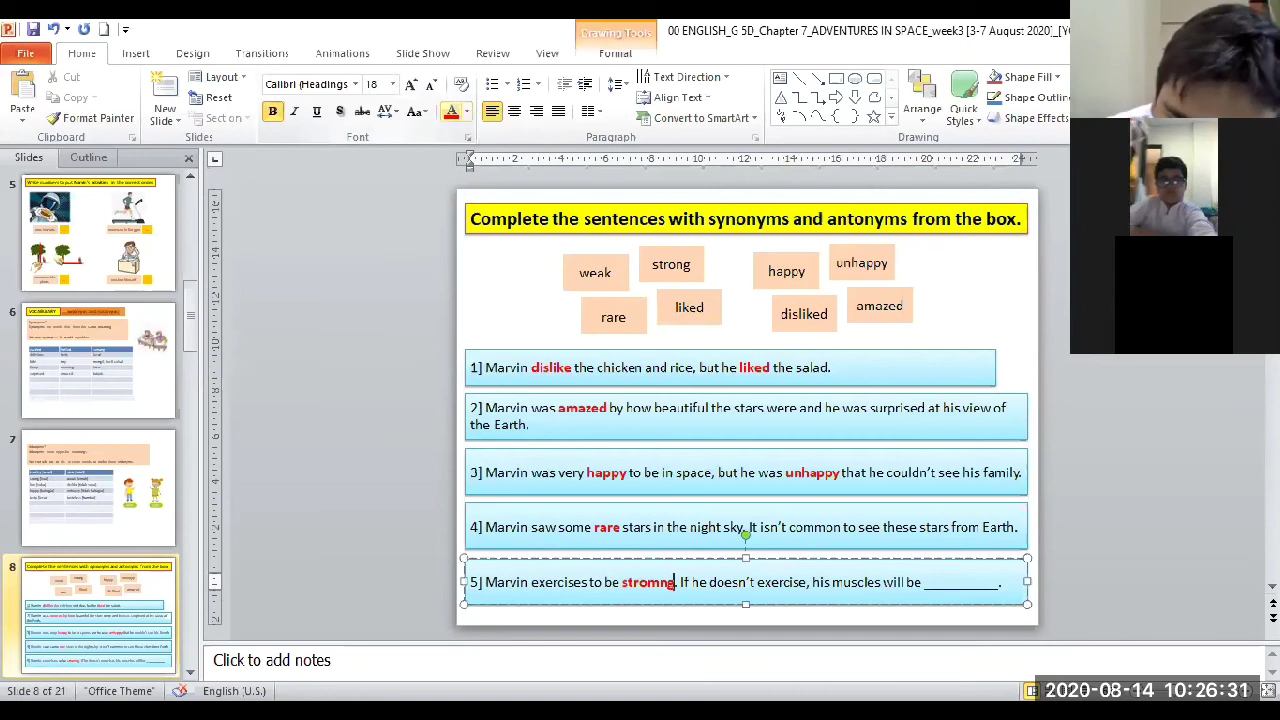 Drawing Tools
00 ENGLISH_G 5D_Chapter 7_ADVENTURES IN SPACE_week3 [3-7 August 2020]_[Y
File Home Insert Design Transitions Animations Slide Show Review View Format
Cut
Copy
Format Painter
Paste
Clipboard
New
Slide
Layout
Reset
Section
Slides
Calibri (Headings 18
B I U S abc AV Aa A
Font
Text Direction
Align Text
Convert to SmartArt
Paragraph
Arrange
Quick
Styles
Shape Fill
Shape Outlin
Shape Effects
Drawing
Slides Outline
5
6
7
8
Complete the sentences with synonyms and antonyms from the box.
weak strong happy unhappy
rare liked disliked amazed
1] Marvin dislike the chicken and rice, but he liked the salad.
2] Marvin was amazed by how beautiful the stars were and he was surprised at his view of
the Earth.
3] Marvin was very happy to be in space, but he was unhappy that he couldn't see his family.
4] Marvin saw some rare stars in the night sky. It isn't common to see these stars from Earth.
5] Marvin exercises to be stromng. If he doesn't exercise, his muscles will be ____________.
Click to add notes
Slide 8 of 21 "Office Theme" English (U.S.)
2020-08-14 10:26:31